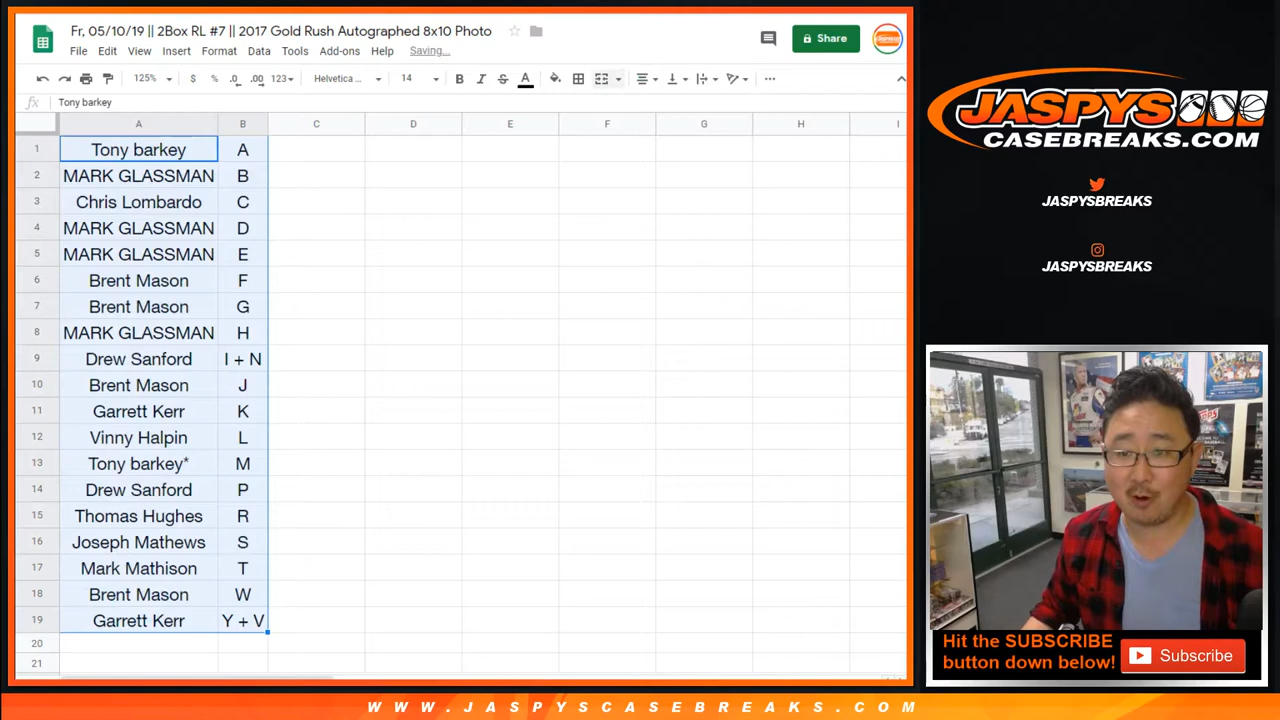 Fr, 05/10/19 || 2Box RL #7 || 2017 Gold Rush Autographed 8x10 Photo
File Edit View Insert Format Data Tools Add-ons Help Saving...
Share
125% $ % .0 .00 123 Helvetica ... 14 B I S A
fx Tony barkey
A B C D E F G H I
1 Tony barkey A
2 MARK GLASSMAN B
3 Chris Lombardo C
4 MARK GLASSMAN D
5 MARK GLASSMAN E
6 Brent Mason F
7 Brent Mason G
8 MARK GLASSMAN H
9 Drew Sanford I + N
10 Brent Mason J
11 Garrett Kerr K
12 Vinny Halpin L
13 Tony barkey* M
14 Drew Sanford P
15 Thomas Hughes R
16 Joseph Mathews S
17 Mark Mathison T
18 Brent Mason W
19 Garrett Kerr Y + V
20
21
JASPYS
CASEBREAKS.COM
JASPYSBREAKS
JASPYSBREAKS
Hit the SUBSCRIBE
button down below!
Subscribe
WWW.JASPYSCASEBREAKS.COM